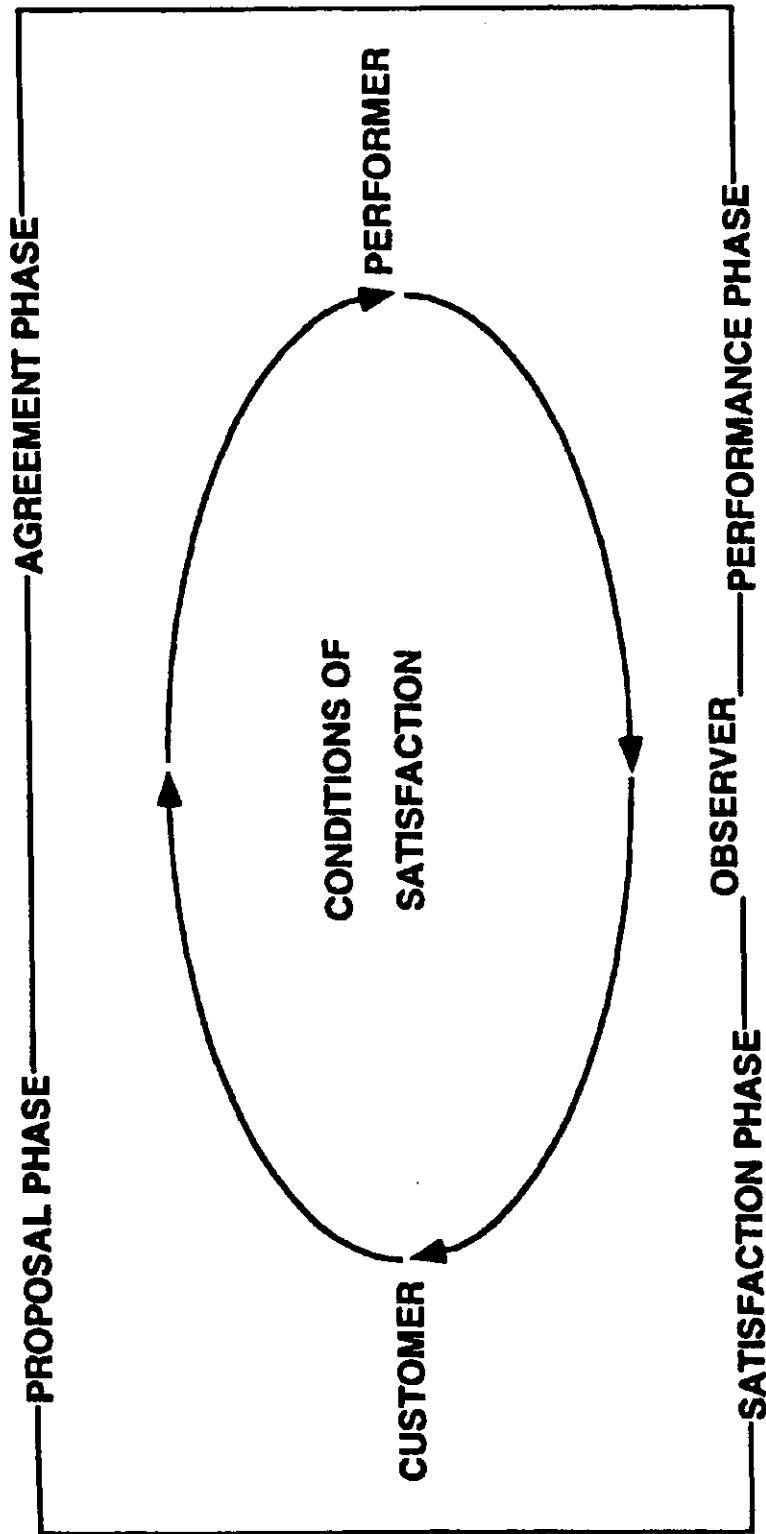 PROPOSAL PHASE
AGREEMENT PHASE
CUSTOMER
CONDITIONS OF
SATISFACTION
PERFORMER
SATISFACTION PHASE
OBSERVER
PERFORMANCE PHASE